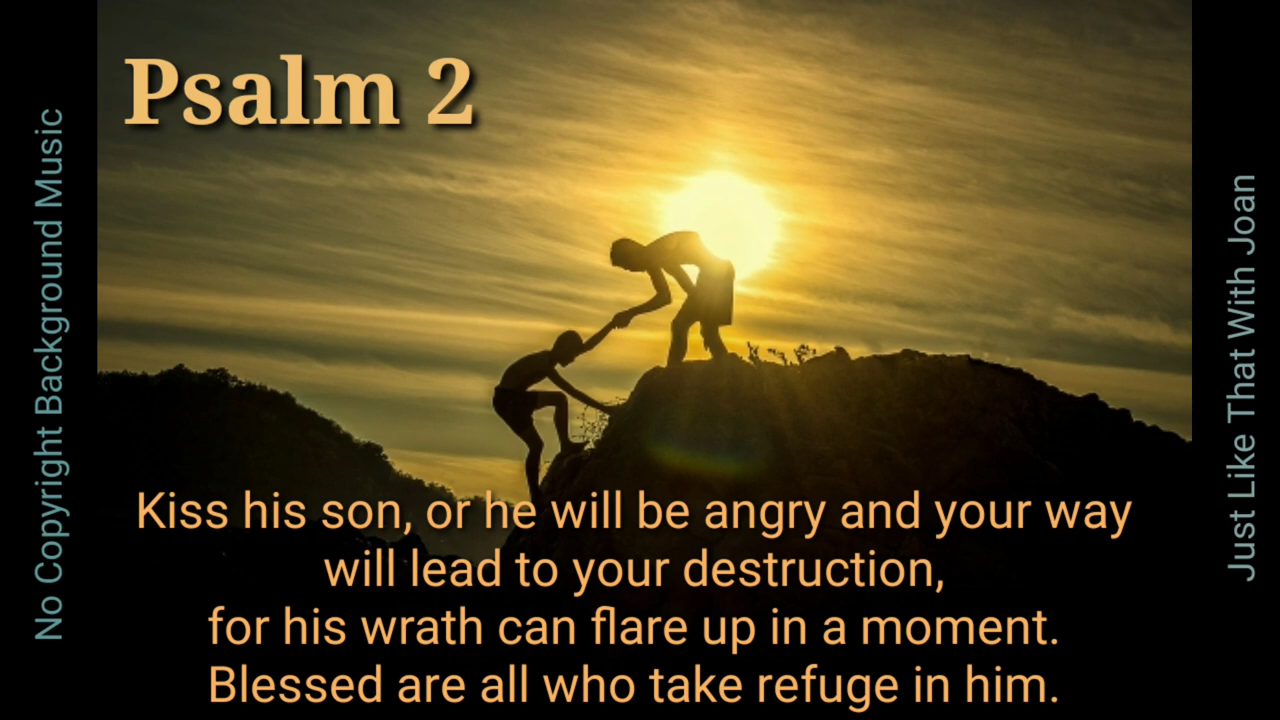 Psalm 2
No Copyright Background Music
Just Like That With Joan
Kiss his son, or he will be angry and your way
will lead to your destruction,
for his wrath can flare up in a moment.
Blessed are all who take refuge in him.